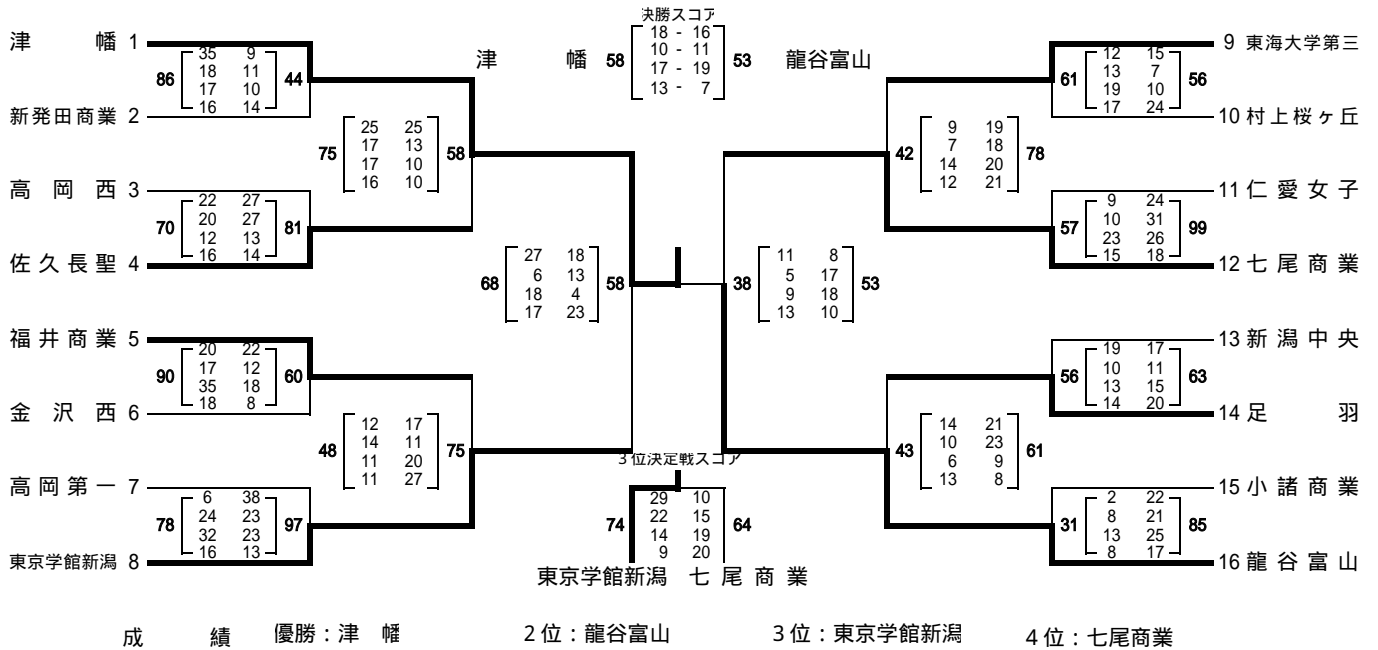 決勝スコア
津 幡 58 18 - 16 53 龍谷富山
10 - 11
17 - 19
13 - 7
津 幡 1
86 35 9 44
18 11
17 10
16 14
新発田商業 2
75 25 25 58
17 13
17 10
16 10
高 岡 西 3
70 22 27 81
20 27
12 13
16 14
佐 久 長 聖 4
68 27 18 58
6 13
18 4
17 23
福 井 商 業 5
90 20 22 60
17 12
35 18
18 8
金 沢 西 6
48 12 17 75
14 11
11 20
11 27
高 岡 第 一 7
78 6 38 97
24 23
32 23
16 13
東京学館新潟 8
9 東海大学第三
61 12 15 56
13 7
19 10
17 24
10 村上桜ヶ丘
42 9 19 78
7 18
14 20
12 21
11 仁 愛 女 子
57 9 24 99
10 31
23 26
15 18
12 七 尾 商 業
38 11 8 53
5 17
9 18
13 10
13 新 潟 中 央
56 19 17 63
10 11
13 15
14 20
14 足 羽
43 14 21 61
10 23
6 9
13 8
15 小 諸 商 業
31 2 22 85
8 21
13 25
8 17
16 龍 谷 富 山
3位決定戦スコア
74 29 10 64
22 15
14 19
9 20
東京学館新潟 七 尾 商 業
成 績 優勝：津 幡 2位：龍谷富山 3位：東京学館新潟 4位：七尾商業